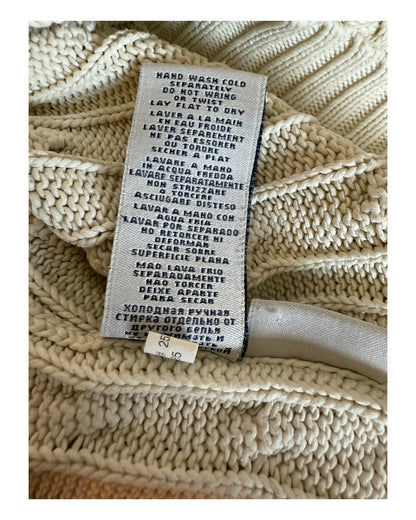 HAND WASH COLD
SEPARATELY
DO NOT WRING
OR TWIST
LAY FLAT TO DRY
LAVER A LA MAIN
EN EAU FROIDE
LAVER SEPAREMENT
NE PAS ESSORER
OU TORDRE
SECHER A PLAT
LAVARE A MANO
IN ACQUA FREDDA
LAVARE SEPARATAMENTE
NON STRIZZARE
O TORCERE
ASCIUGARE DISTESO
LAVAR A MANO CON
AGUA FRIA
LAVAR POR SEPARADO
NO RETORCER NI
DEFORMAR
SECAR SOBRE
SUPERFICIE PLANA
MAO LAVA FRIO
SEPARADAMENTE
NAO TORCER
DEIXE APARTE
PARA SECAR
ХОЛОДНАЯ РУЧНАЯ
СТИРКА ОТДЕЛЬНО ОТ
ДРУГОГО БЕЛЬЯ
И
25
5